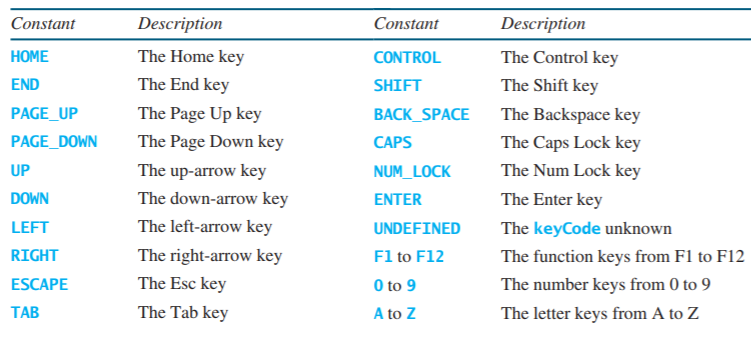 Constant Description Constant Description
HOME The Home key CONTROL The Control key
END The End key SHIFT The Shift key
PAGE_UP The Page Up key BACK_SPACE The Backspace key
PAGE_DOWN The Page Down key CAPS The Caps Lock key
UP The up-arrow key NUM_LOCK The Num Lock key
DOWN The down-arrow key ENTER The Enter key
LEFT The left-arrow key UNDEFINED The keyCode unknown
RIGHT The right-arrow key F1 to F12 The function keys from F1 to F12
ESCAPE The Esc key 0 to 9 The number keys from 0 to 9
TAB The Tab key A to Z The letter keys from A to Z